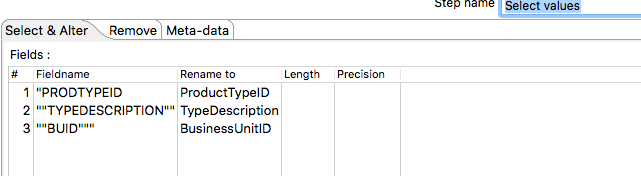 Step name Select values
Select & Alter Remove Meta-data
Fields :
# Fieldname Rename to Length Precision
1 "PRODTYPEID ProductTypeID
2 ""TYPEDESCRIPTION"" TypeDescription
3 ""BUID""" BusinessUnitID